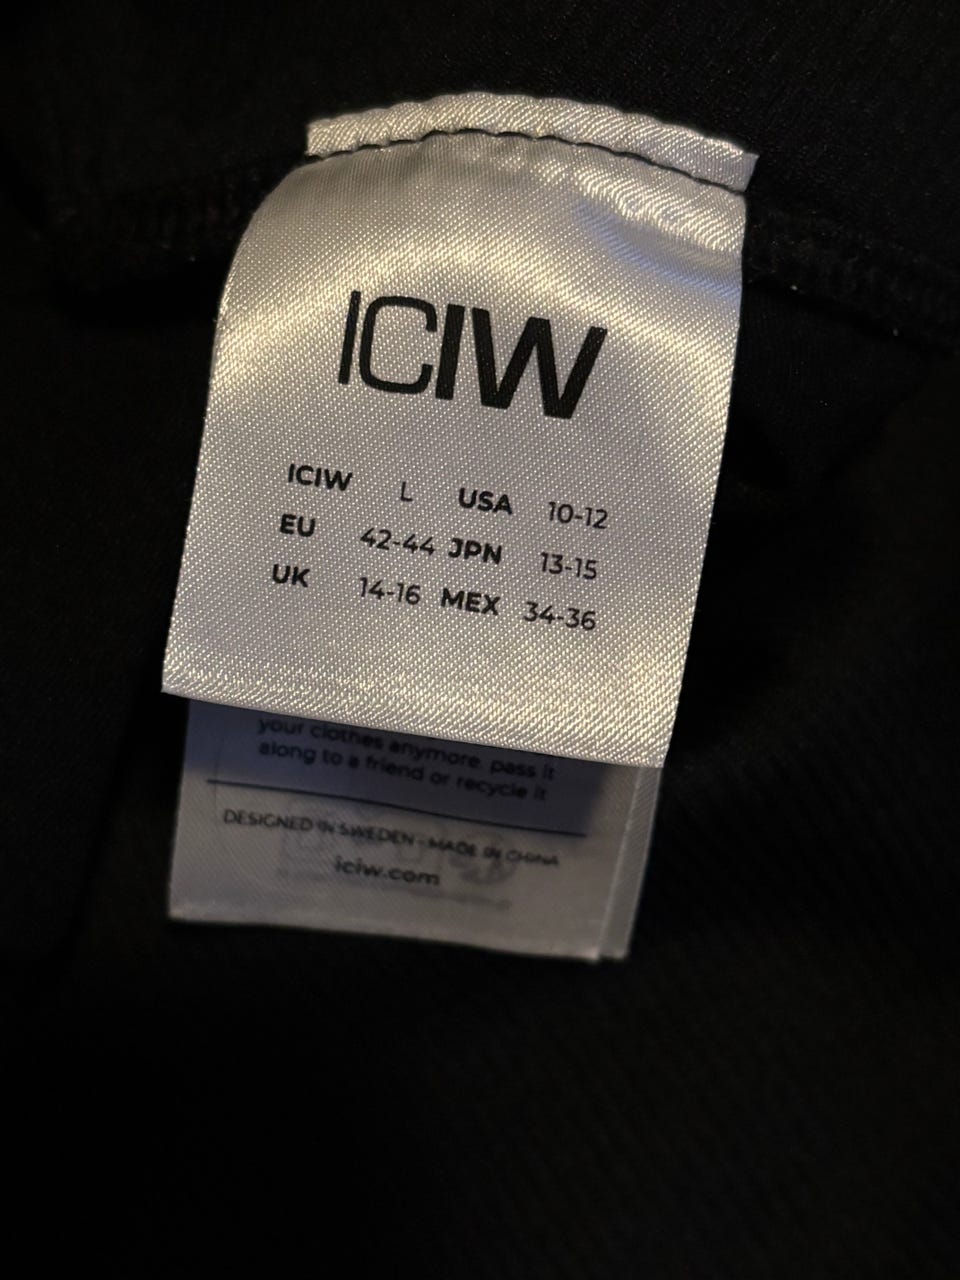 ICIW
ICIW L USA 10-12
EU 42-44 JPN 13-15
UK 14-16 MEX 34-36
your clothes anymore, pass it
along to a friend or recycle it
DESIGNED IN SWEDEN - MADE IN CHINA
iciw.com